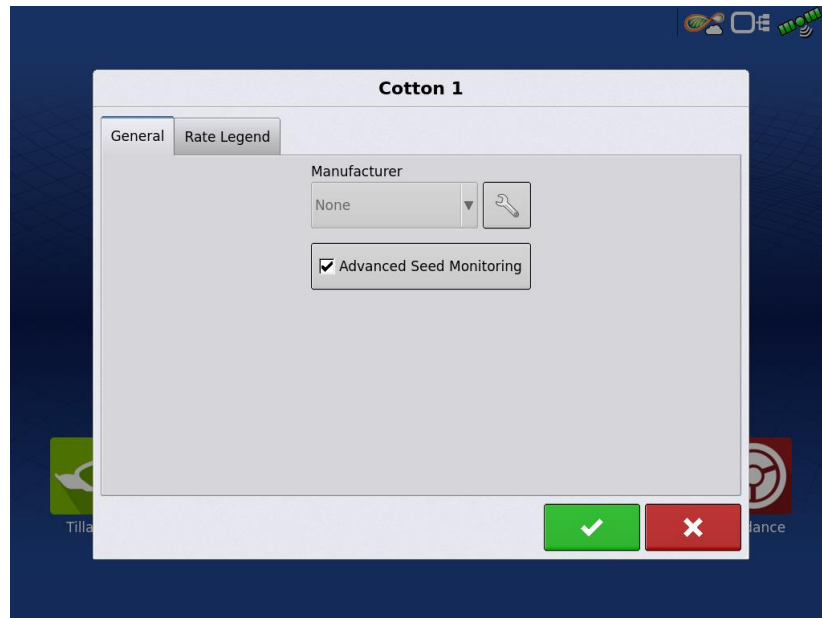 Cotton 1
General
Rate Legend
Manufacturer
None
Advanced Seed Monitoring
Tilla
dance